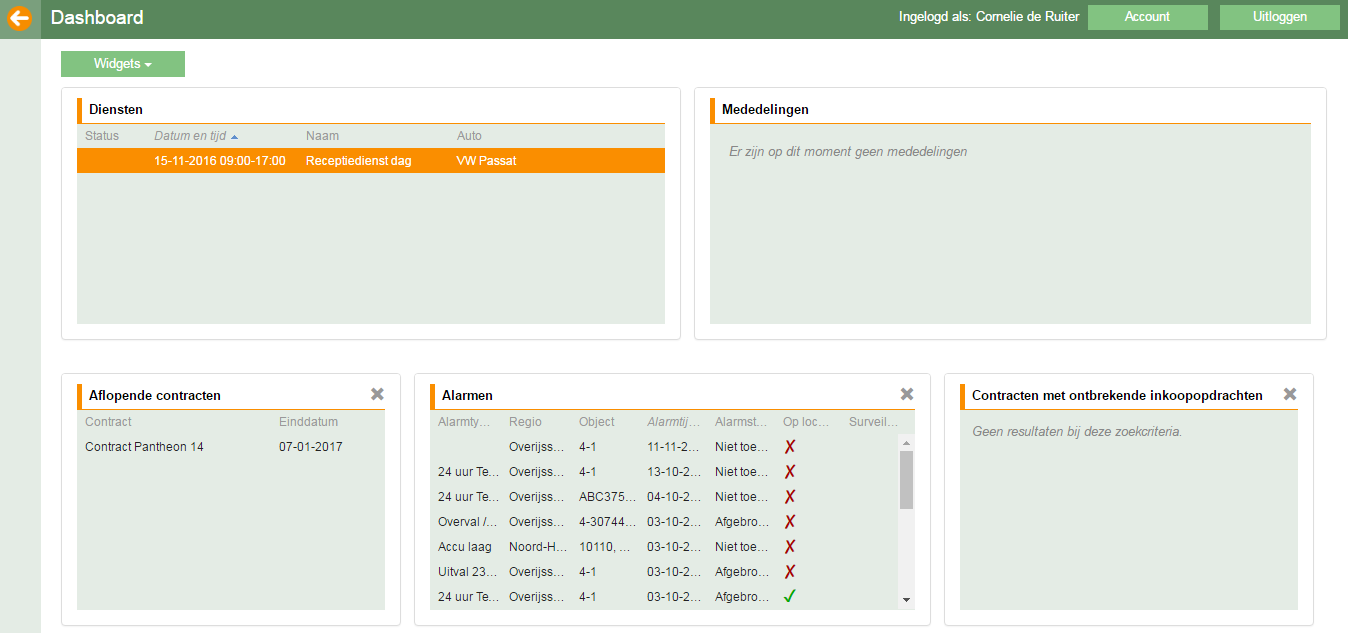 Dashboard
Ingelogd als: Cornelie de Ruiter
Account
Uitloggen
Widgets
Diensten
Status Datum en tijd Naam Auto
15-11-2016 09:00-17:00 Receptiedienst dag VW Passat
Mededelingen
Er zijn op dit moment geen mededelingen
Aflopende contracten
Contract Einddatum
Contract Pantheon 14 07-01-2017
Alarmen
Alarmty... Regio Object Alarmtij... Alarmst... Op loc... Surveil...
Overijss... 4-1 11-11-2... Niet toe... ✗
24 uur Te... Overijss... 4-1 13-10-2... Niet toe... ✗
24 uur Te... Overijss... ABC375... 04-10-2... Niet toe... ✗
Overval /... Overijss... 4-30744... 03-10-2... Afgebro... ✗
Accu laag Noord-H... 10110, ... 03-10-2... Niet toe... ✗
Uitval 23... Overijss... 4-1 03-10-2... Afgebro... ✗
24 uur Te... Overijss... 4-1 03-10-2... Afgebro... ✓
Contracten met ontbrekende inkoopopdrachten
Geen resultaten bij deze zoekcriteria.